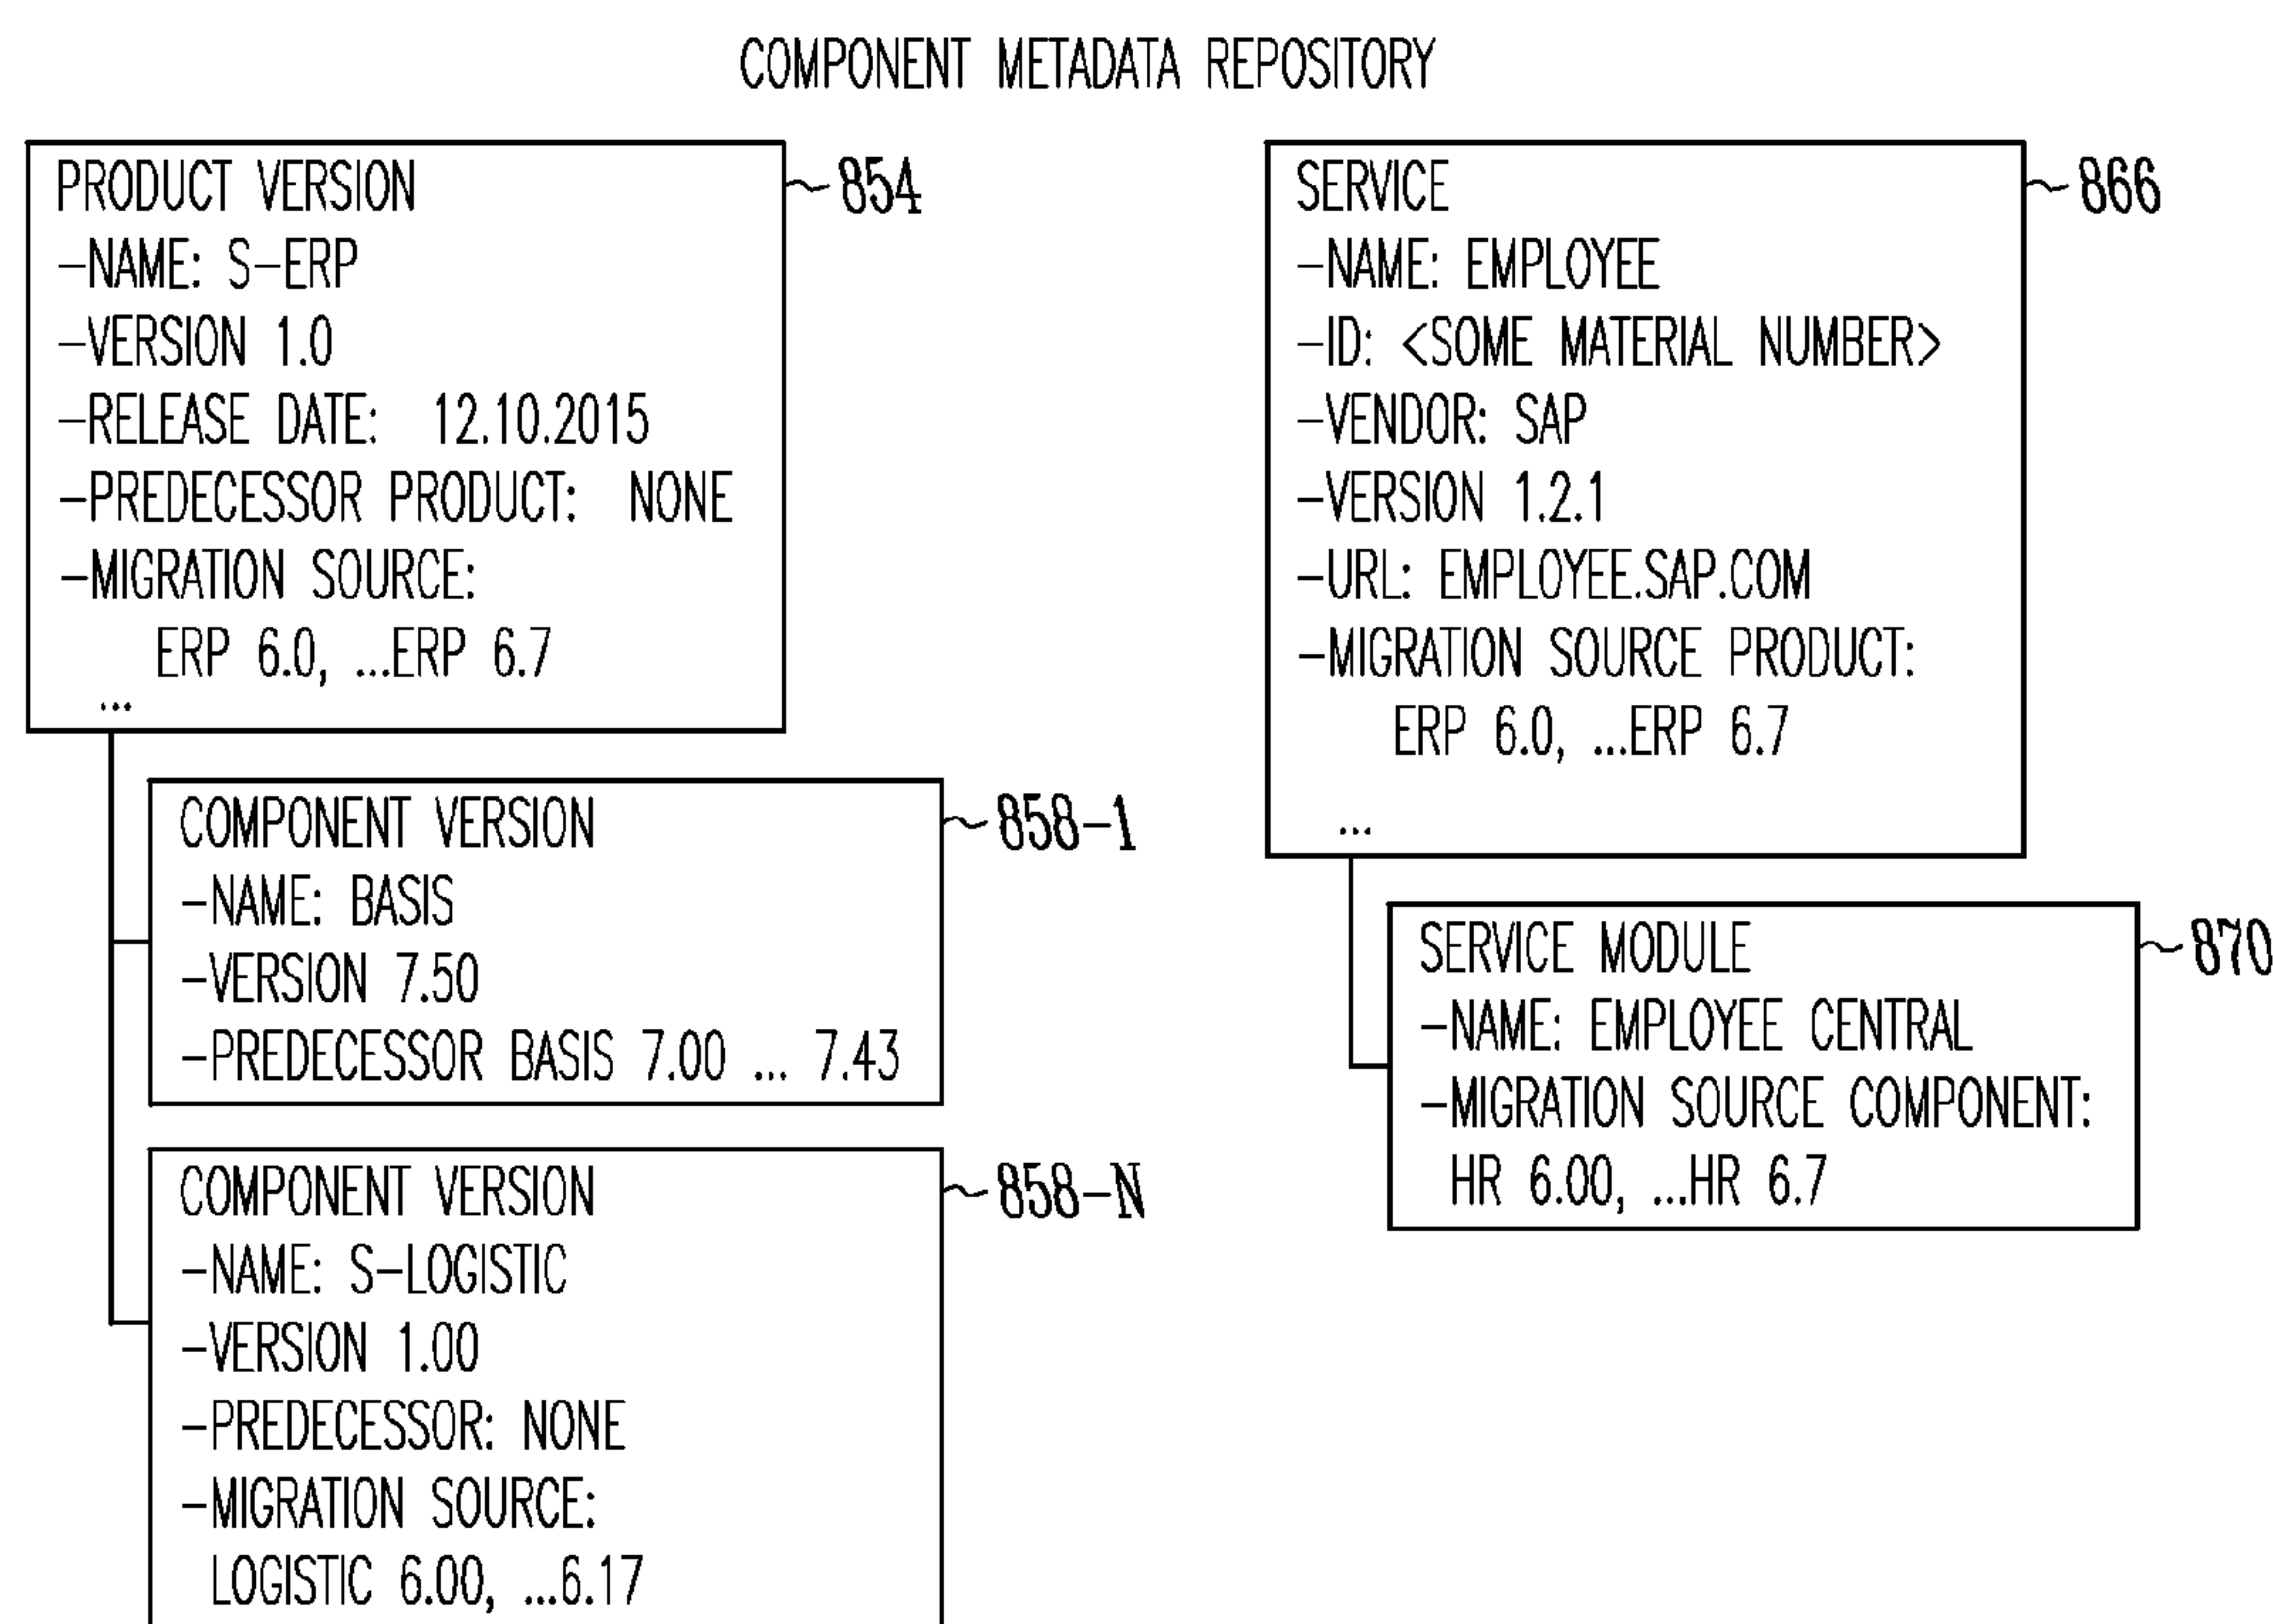 COMPONENT METADATA REPOSITORY
PRODUCT VERSION
-NAME: S-ERP
-VERSION 1.0
-RELEASE DATE: 12.10.2015
-PREDECESSOR PRODUCT: NONE
-MIGRATION SOURCE:
ERP 6.0, ...ERP 6.7
...
854
COMPONENT VERSION
-NAME: BASIS
-VERSION 7.50
-PREDECESSOR BASIS 7.00 ... 7.43
858-1
COMPONENT VERSION
-NAME: S-LOGISTIC
-VERSION 1.00
-PREDECESSOR: NONE
-MIGRATION SOURCE:
LOGISTIC 6.00, ...6.17
858-N
SERVICE
-NAME: EMPLOYEE
-ID: <SOME MATERIAL NUMBER>
-VENDOR: SAP
-VERSION 1.2.1
-URL: EMPLOYEE.SAP.COM
-MIGRATION SOURCE PRODUCT:
ERP 6.0, ...ERP 6.7
...
866
SERVICE MODULE
-NAME: EMPLOYEE CENTRAL
-MIGRATION SOURCE COMPONENT:
HR 6.00, ...HR 6.7
870